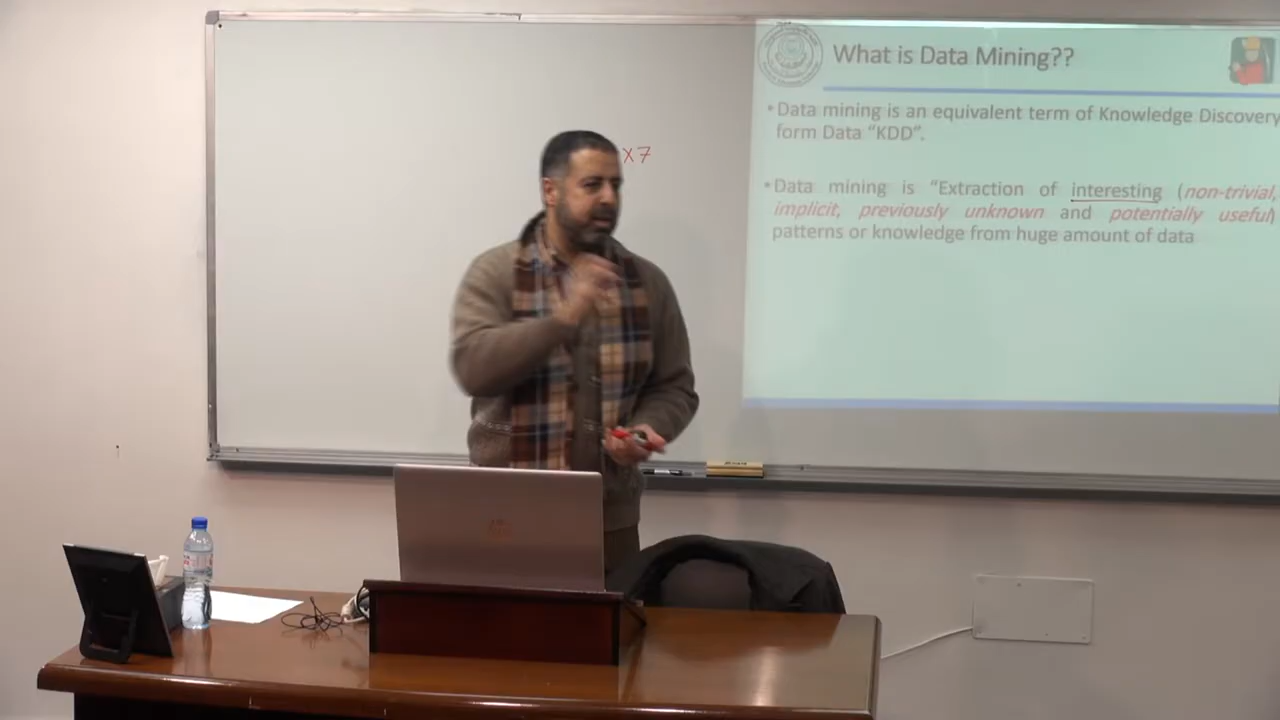 What is Data Mining??
•Data mining is an equivalent term of Knowledge Discovery
form Data “KDD”.
•Data mining is “Extraction of interesting (non-trivial,
implicit, previously unknown and potentially useful)
patterns or knowledge from huge amount of data
x7